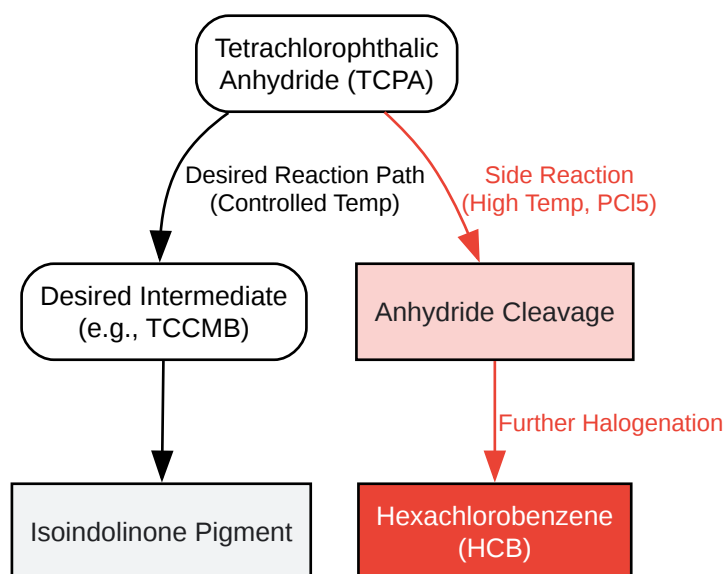 Tetrachlorophthalic
Anhydride (TCPA)
Desired Reaction Path
(Controlled Temp)
Side Reaction
(High Temp, PCl5)
Desired Intermediate
(e.g., TCCMB)
Anhydride Cleavage
Further Halogenation
Isoindolinone Pigment
Hexachlorobenzene
(HCB)